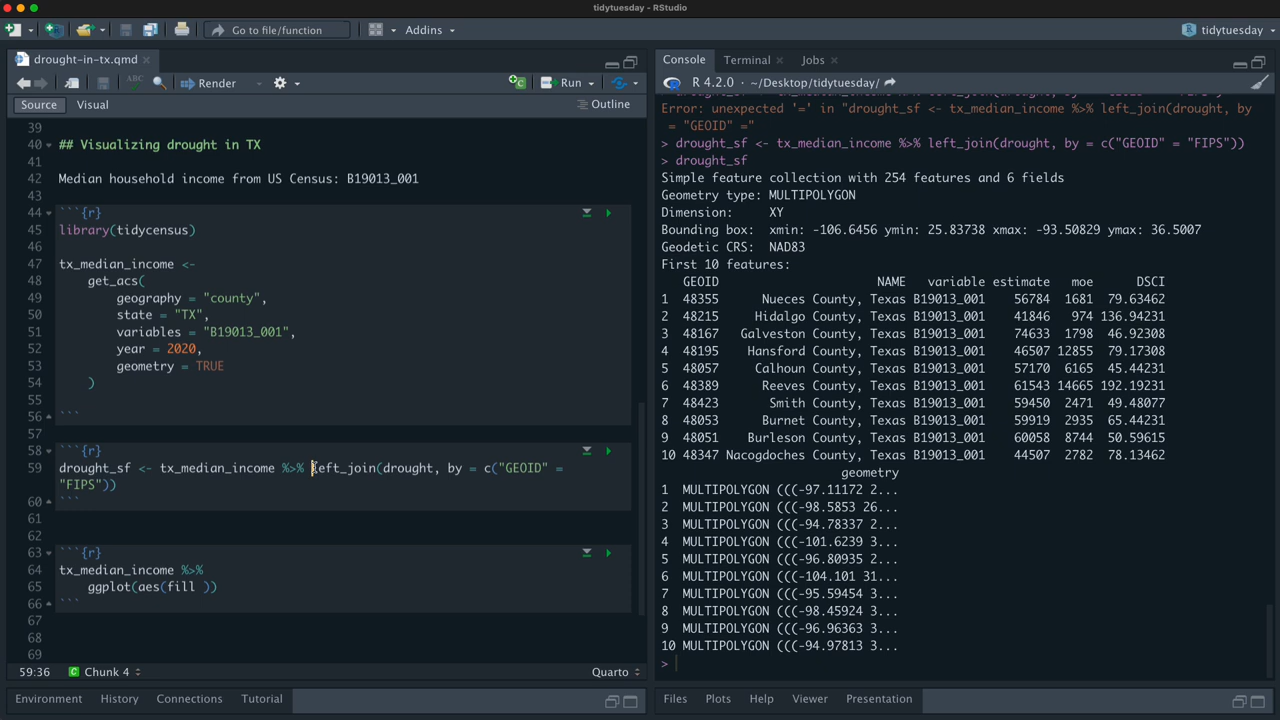 tidytuesday - RStudio
Go to file/function
Addins
tidytuesday
drought-in-tx.qmd
Render
Run
Source
Visual
Outline
39
40 ## Visualizing drought in TX
41
42 Median household income from US Census: B19013_001
43
44 ```{r}
45 library(tidycensus)
46
47 tx_median_income <-
48 get_acs(
49 geography = "county",
50 state = "TX",
51 variables = "B19013_001",
52 year = 2020,
53 geometry = TRUE
54 )
55
56 ```
57
58 ```{r}
59 drought_sf <- tx_median_income %>% left_join(drought, by = c("GEOID" =
"FIPS"))
60 ```
61
62
63 ```{r}
64 tx_median_income %>%
65 ggplot(aes(fill ))
66 ```
67
68
69
59:36
Chunk 4
Quarto
Environment
History
Connections
Tutorial
Console
Terminal
Jobs
R 4.2.0 · ~/Desktop/tidytuesday/
Error: unexpected '=' in "drought_sf <- tx_median_income %>% left_join(drought, by
= "GEOID" ="
> drought_sf <- tx_median_income %>% left_join(drought, by = c("GEOID" = "FIPS"))
> drought_sf
Simple feature collection with 254 features and 6 fields
Geometry type: MULTIPOLYGON
Dimension: XY
Bounding box: xmin: -106.6456 ymin: 25.83738 xmax: -93.50829 ymax: 36.5007
Geodetic CRS: NAD83
First 10 features:
GEOID NAME variable estimate moe DSCI
1 48355 Nueces County, Texas B19013_001 56784 1681 79.63462
2 48215 Hidalgo County, Texas B19013_001 41846 974 136.94231
3 48167 Galveston County, Texas B19013_001 74633 1798 46.92308
4 48195 Hansford County, Texas B19013_001 46507 12855 79.17308
5 48057 Calhoun County, Texas B19013_001 57170 6165 45.44231
6 48389 Reeves County, Texas B19013_001 61543 14665 192.19231
7 48423 Smith County, Texas B19013_001 59450 2471 49.48077
8 48053 Burnet County, Texas B19013_001 59919 2935 65.44231
9 48051 Burleson County, Texas B19013_001 60058 8744 50.59615
10 48347 Nacogdoches County, Texas B19013_001 44502 2782 78.13462
geometry
1 MULTIPOLYGON (((-97.11172 2...
2 MULTIPOLYGON (((-98.5853 26...
3 MULTIPOLYGON (((-94.78337 2...
4 MULTIPOLYGON (((-101.6239 3...
5 MULTIPOLYGON (((-96.80935 2...
6 MULTIPOLYGON (((-104.101 31...
7 MULTIPOLYGON (((-95.59454 3...
8 MULTIPOLYGON (((-98.45924 3...
9 MULTIPOLYGON (((-96.96363 3...
10 MULTIPOLYGON (((-94.97813 3...
>
Files
Plots
Help
Viewer
Presentation